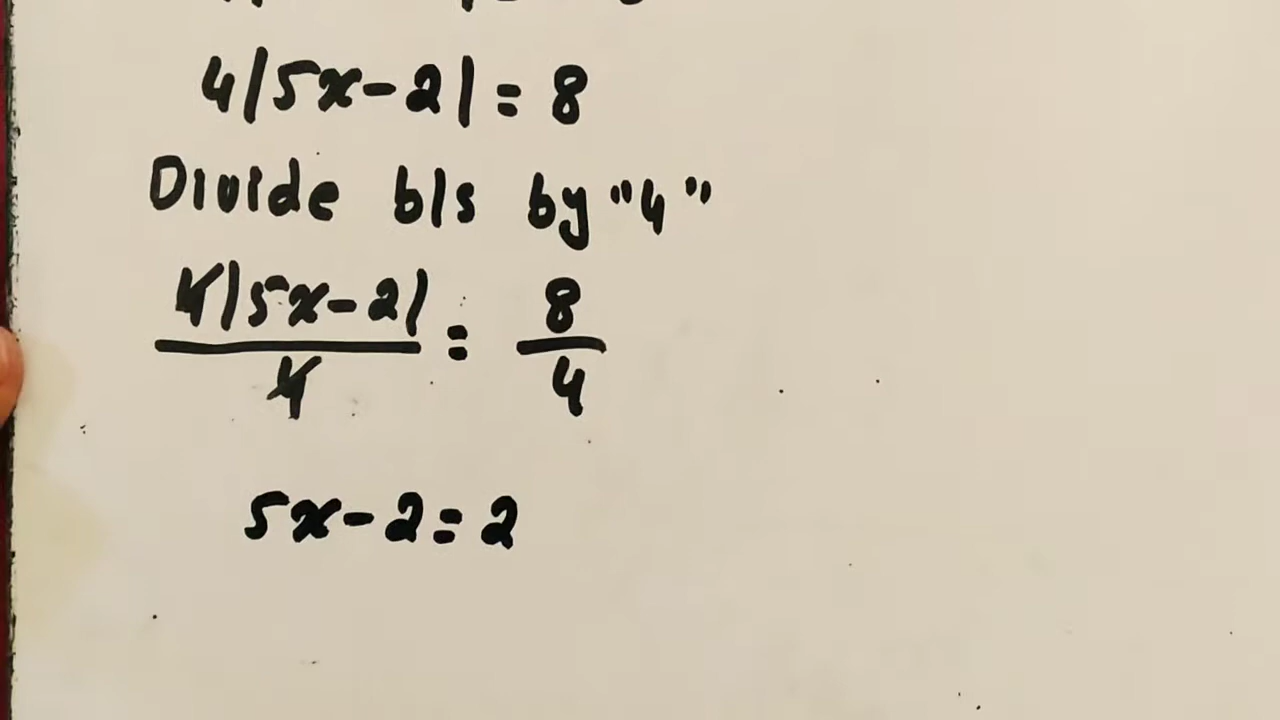 4|5x-2|=8
Divide b/s by "4"
4|5x-2|/4 = 8/4
5x-2=2